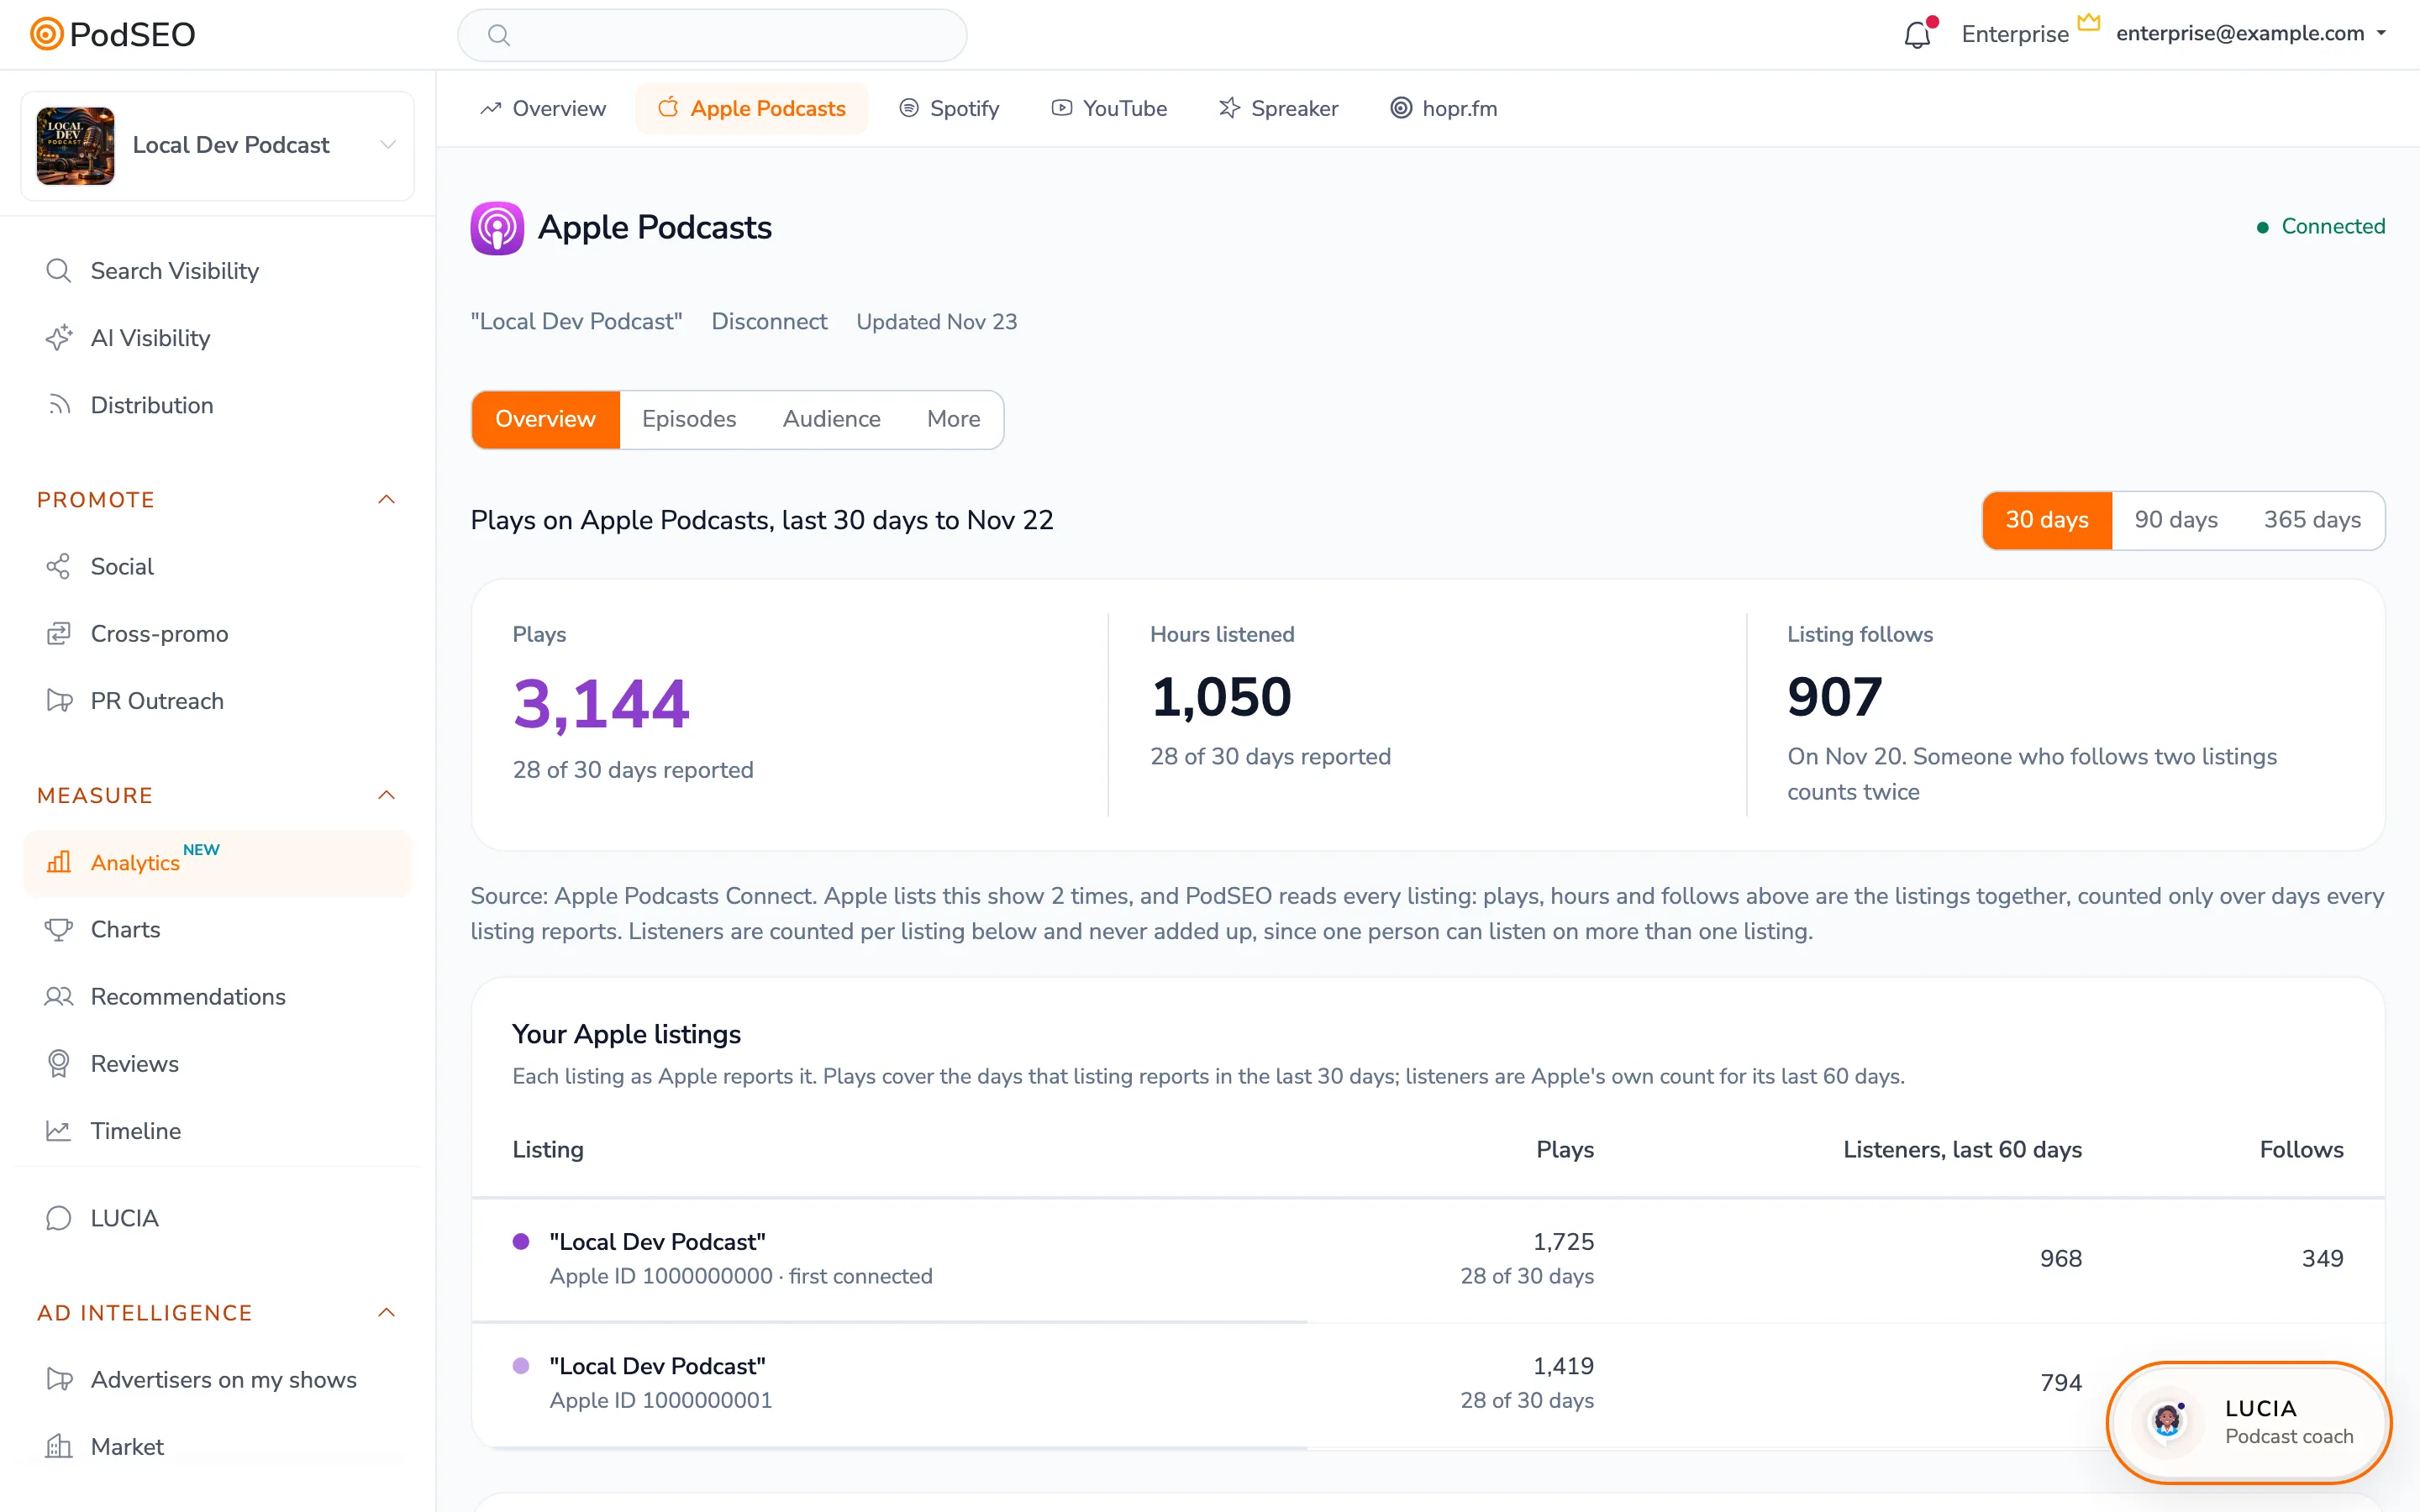 PodSEO
Enterprise
enterprise@example.com
LOCAL
DEV
PODCAST
Local Dev Podcast
Search Visibility
AI Visibility
Distribution
PROMOTE
Social
Cross-promo
PR Outreach
MEASURE
Analytics NEW
Charts
Recommendations
Reviews
Timeline
LUCIA
AD INTELLIGENCE
Advertisers on my shows
Market
Overview
Apple Podcasts
Spotify
YouTube
Spreaker
hopr.fm
Apple Podcasts
Connected
"Local Dev Podcast" Disconnect Updated Nov 23
Overview Episodes Audience More
Plays on Apple Podcasts, last 30 days to Nov 22
30 days 90 days 365 days
Plays
3,144
28 of 30 days reported
Hours listened
1,050
28 of 30 days reported
Listing follows
907
On Nov 20. Someone who follows two listings
counts twice
Source: Apple Podcasts Connect. Apple lists this show 2 times, and PodSEO reads every listing: plays, hours and follows above are the listings together, counted only over days every
listing reports. Listeners are counted per listing below and never added up, since one person can listen on more than one listing.
Your Apple listings
Each listing as Apple reports it. Plays cover the days that listing reports in the last 30 days; listeners are Apple's own count for its last 60 days.
Listing Plays Listeners, last 60 days Follows
"Local Dev Podcast" 1,725 968 349
Apple ID 1000000000 · first connected 28 of 30 days
"Local Dev Podcast" 1,419 794
Apple ID 1000000001 28 of 30 days
LUCIA
Podcast coach